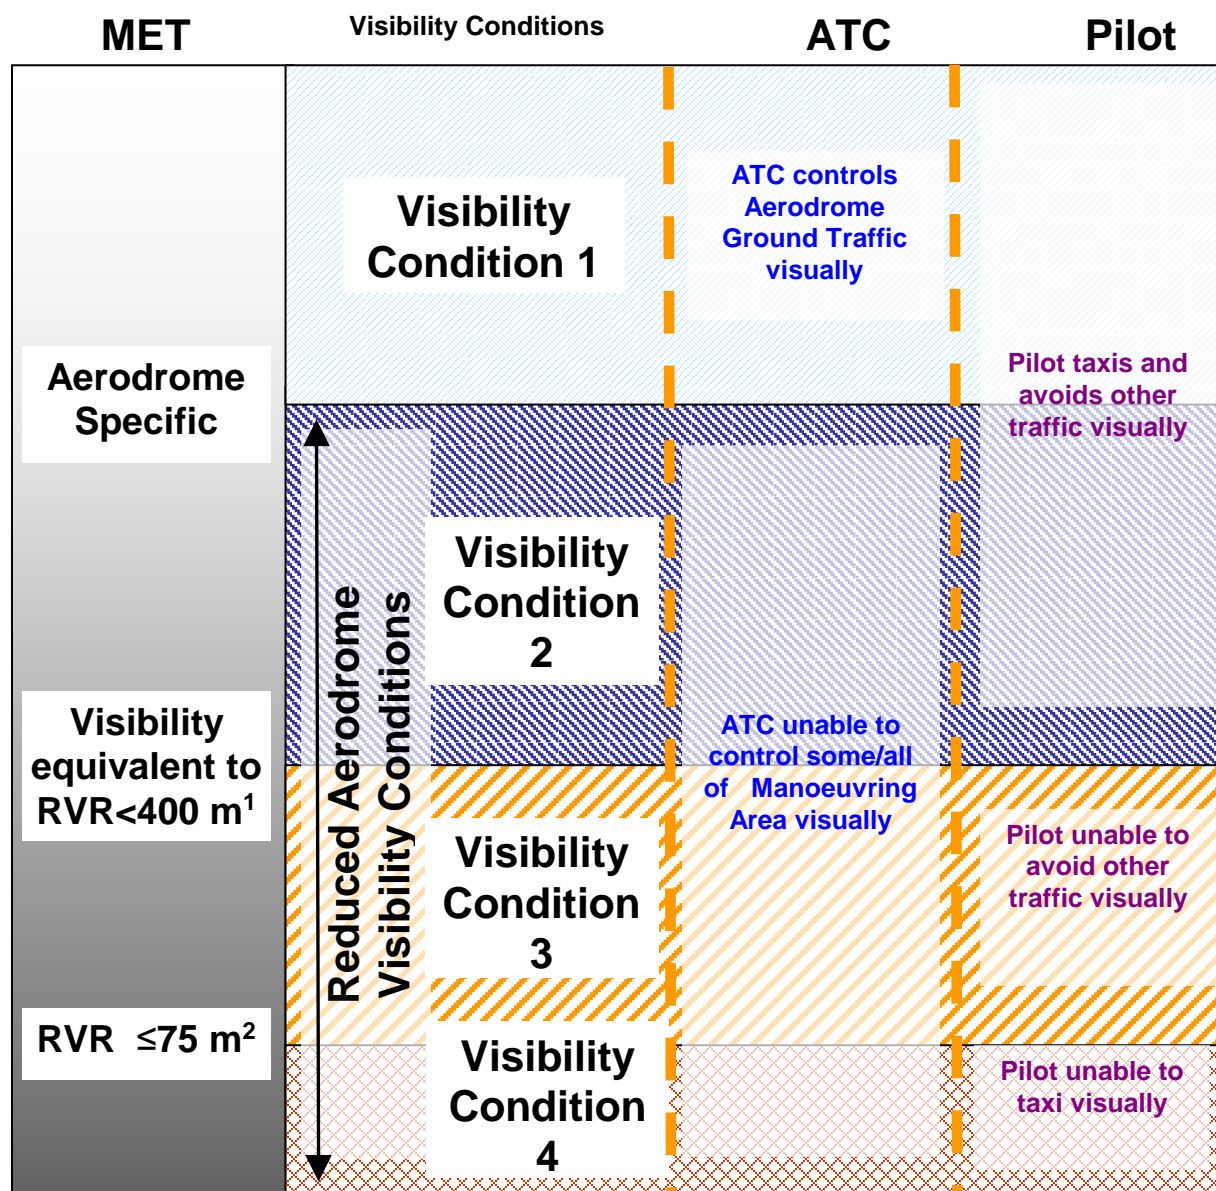 MET
Visibility Conditions
ATC
Pilot
Visibility
Condition 1
ATC controls
Aerodrome
Ground Traffic
visually
Aerodrome
Specific
Pilot taxis and
avoids other
traffic visually
Reduced Aerodrome
Visibility Conditions
Visibility
Condition
2
Visibility
equivalent to
RVR<400 m¹
ATC unable to
control some/all
of Manoeuvring
Area visually
Visibility
Condition
3
Pilot unable to
avoid other
traffic visually
RVR ≤75 m²
Visibility
Condition
4
Pilot unable to
taxi visually